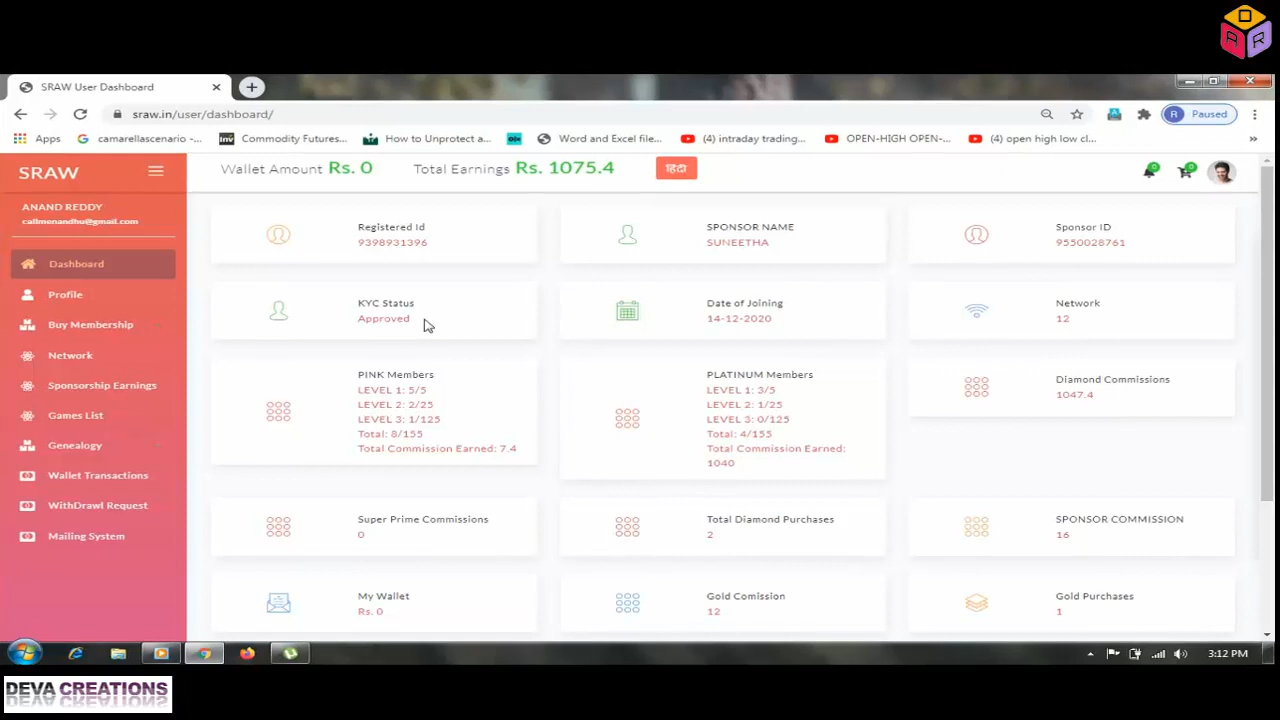 D
A R
SRAW User Dashboard
sraw.in/user/dashboard/
R Paused
Apps
camarellascenario -...
inv Commodity Futures...
How to Unprotect a...
Word and Excel file...
(4) intraday trading...
OPEN-HIGH OPEN-...
(4) open high low cl...
SRAW
Wallet Amount Rs. 0
Total Earnings Rs. 1075.4
हिंदी
0
0
ANAND REDDY
callmenandhu@gmail.com
Dashboard
Profile
Buy Membership
Network
Sponsorship Earnings
Games List
Genealogy
Wallet Transactions
WithDrawl Request
Mailing System
Registered Id
9398931396
SPONSOR NAME
SUNEETHA
Sponsor ID
9550028761
KYC Status
Approved
Date of Joining
14-12-2020
Network
12
PINK Members
LEVEL 1: 5/5
LEVEL 2: 2/25
LEVEL 3: 1/125
Total: 8/155
Total Commission Earned: 7.4
PLATINUM Members
LEVEL 1: 3/5
LEVEL 2: 1/25
LEVEL 3: 0/125
Total: 4/155
Total Commission Earned:
1040
Diamond Commissions
1047.4
Super Prime Commissions
0
Total Diamond Purchases
2
SPONSOR COMMISSION
16
My Wallet
Rs. 0
Gold Comission
12
Gold Purchases
1
3:12 PM
DEVA CREATIONS